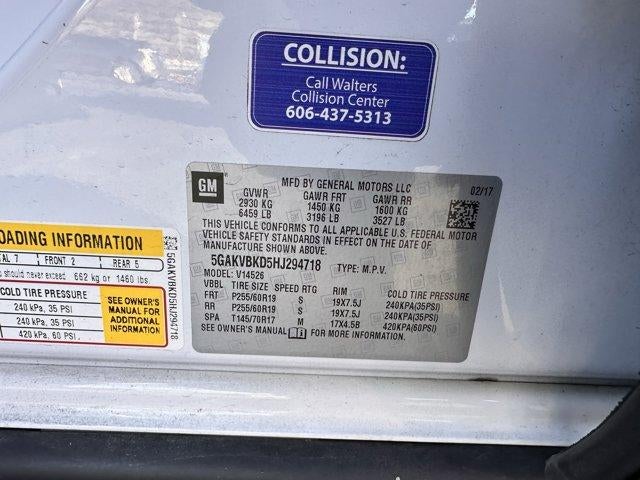 COLLISION:
Call Walters
Collision Center
606-437-5313
GM
MFD BY GENERAL MOTORS LLC 02/17
GVWR GAWR FRT GAWR RR
2930 KG 1450 KG 1600 KG
6459 LB 3196 LB 3527 LB
THIS VEHICLE CONFORMS TO ALL APPLICABLE U.S. FEDERAL MOTOR
VEHICLE SAFETY STANDARDS IN EFFECT ON THE DATE OF
MANUFACTURE SHOWN ABOVE.
5GAKVBKD5HJ294718 TYPE: M.P.V.
MODEL: V14526
VBBL TIRE SIZE SPEED RTG RIM COLD TIRE PRESSURE
FRT P255/60R19 S 19X7.5J 240KPA(35PSI)
RR P255/60R19 S 19X7.5J 240KPA(35PSI)
SPA T145/70R17 M 17X4.5B 420KPA(60PSI)
SEE OWNER'S MANUAL FOR MORE INFORMATION.
OADING INFORMATION
AL 7 FRONT 2 REAR 5
should never exceed 662 kg or 1460 lbs.
COLD TIRE PRESSURE
240 kPa, 35 PSI
240 kPa, 35 PSI
420 kPa, 60 PSI
SEE OWNER'S
MANUAL FOR
ADDITIONAL
INFORMATION
5GAKVBKD5HJ294718